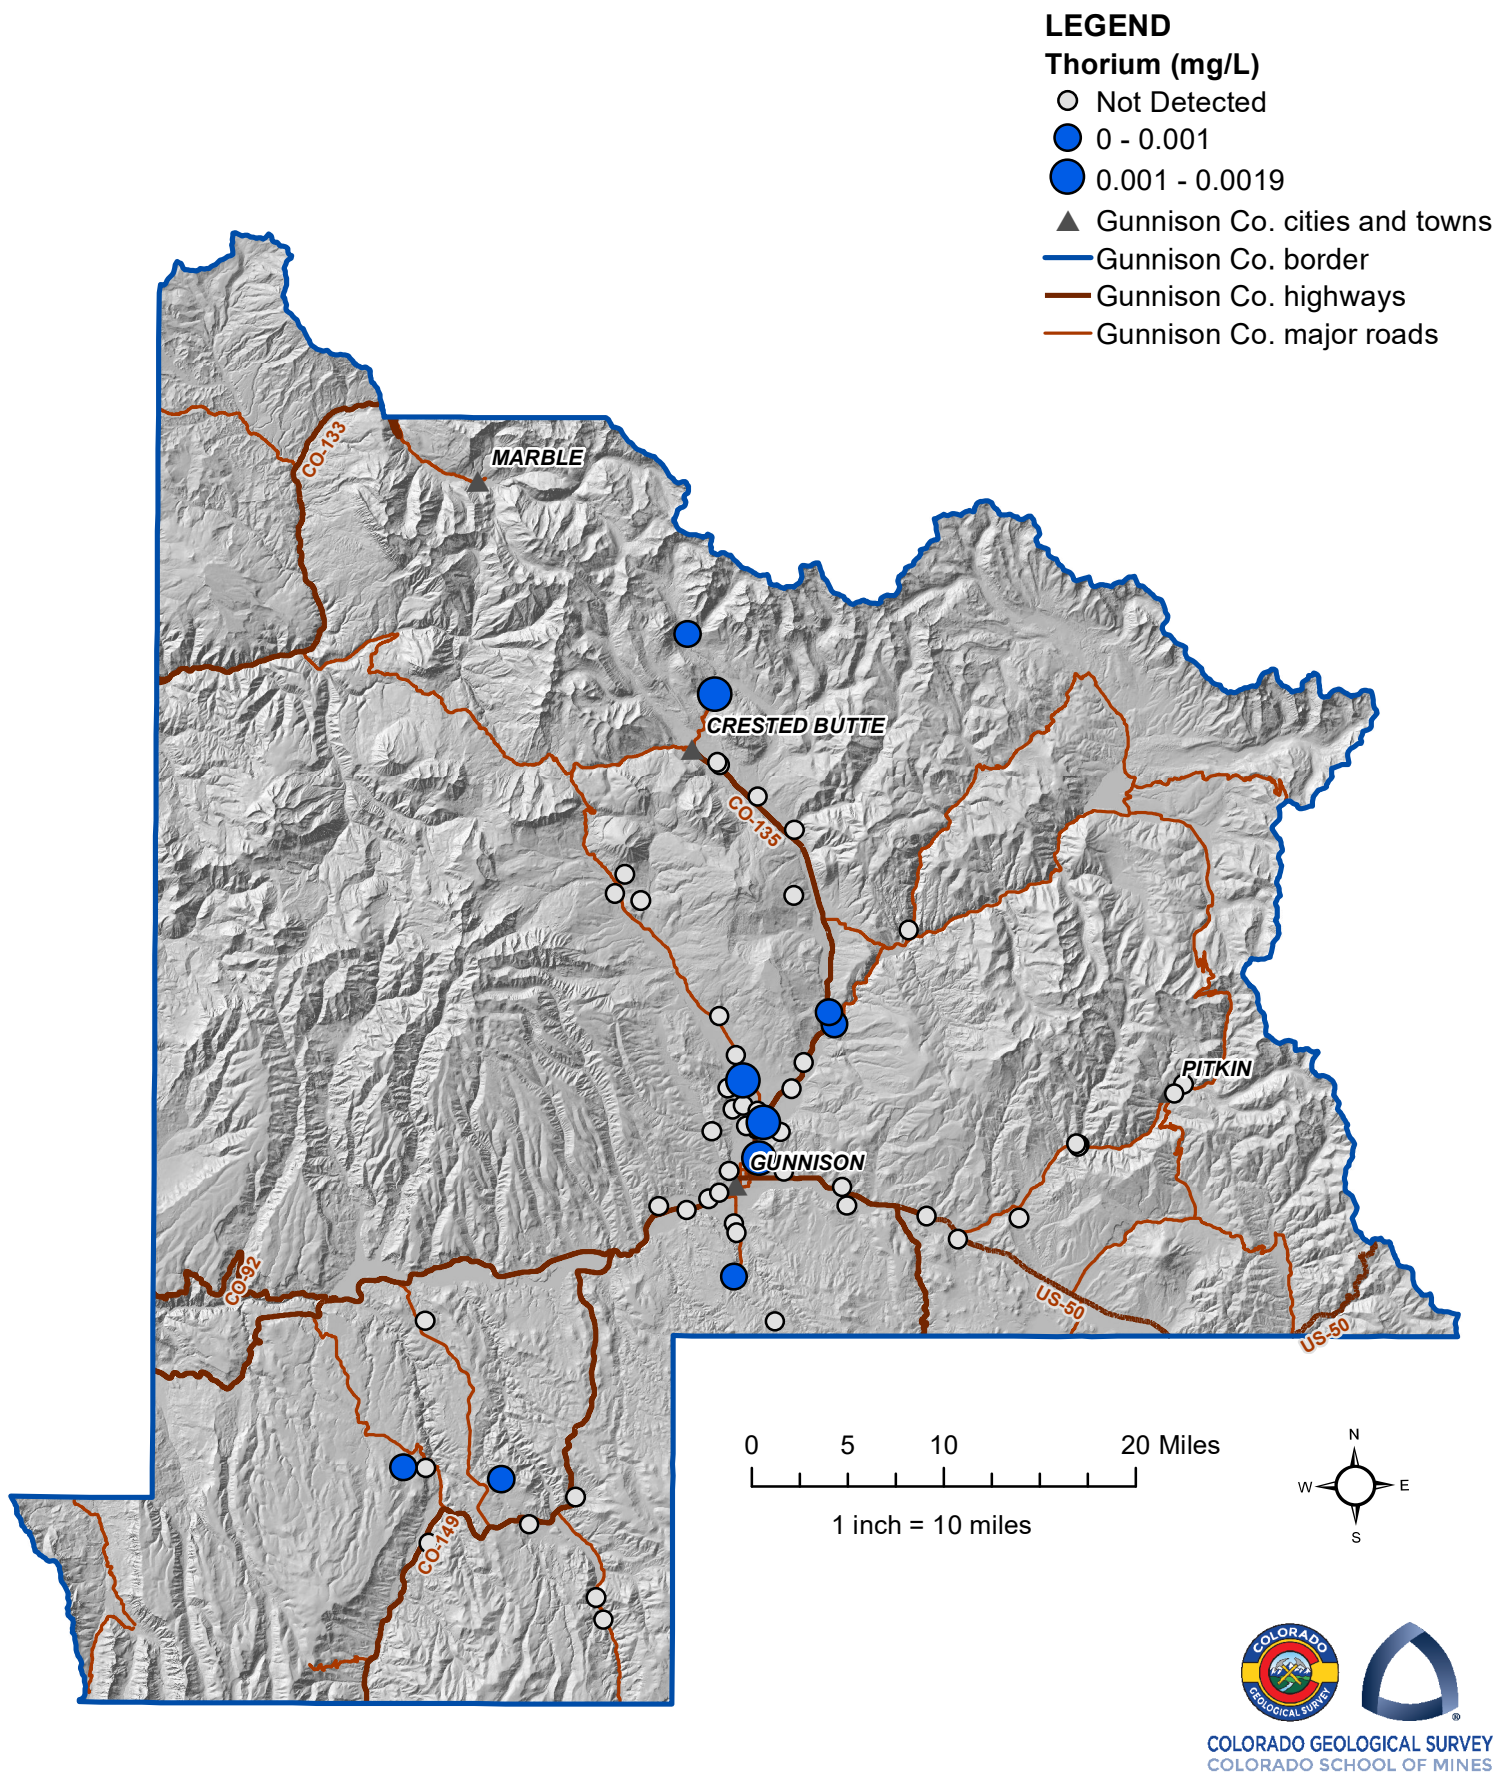 LEGEND
Thorium (mg/L)
Not Detected
0 - 0.001
0.001 - 0.0019
Gunnison Co. cities and towns
Gunnison Co. border
Gunnison Co. highways
Gunnison Co. major roads
CO-133
MARBLE
CRESTED BUTTE
CO-135
PITKIN
GUNNISON
CO-92
US-50
US-50
CO-149
0 5 10 20 Miles
1 inch = 10 miles
N
W E
S
COLORADO
GEOLOGICAL SURVEY
®
COLORADO GEOLOGICAL SURVEY
COLORADO SCHOOL OF MINES